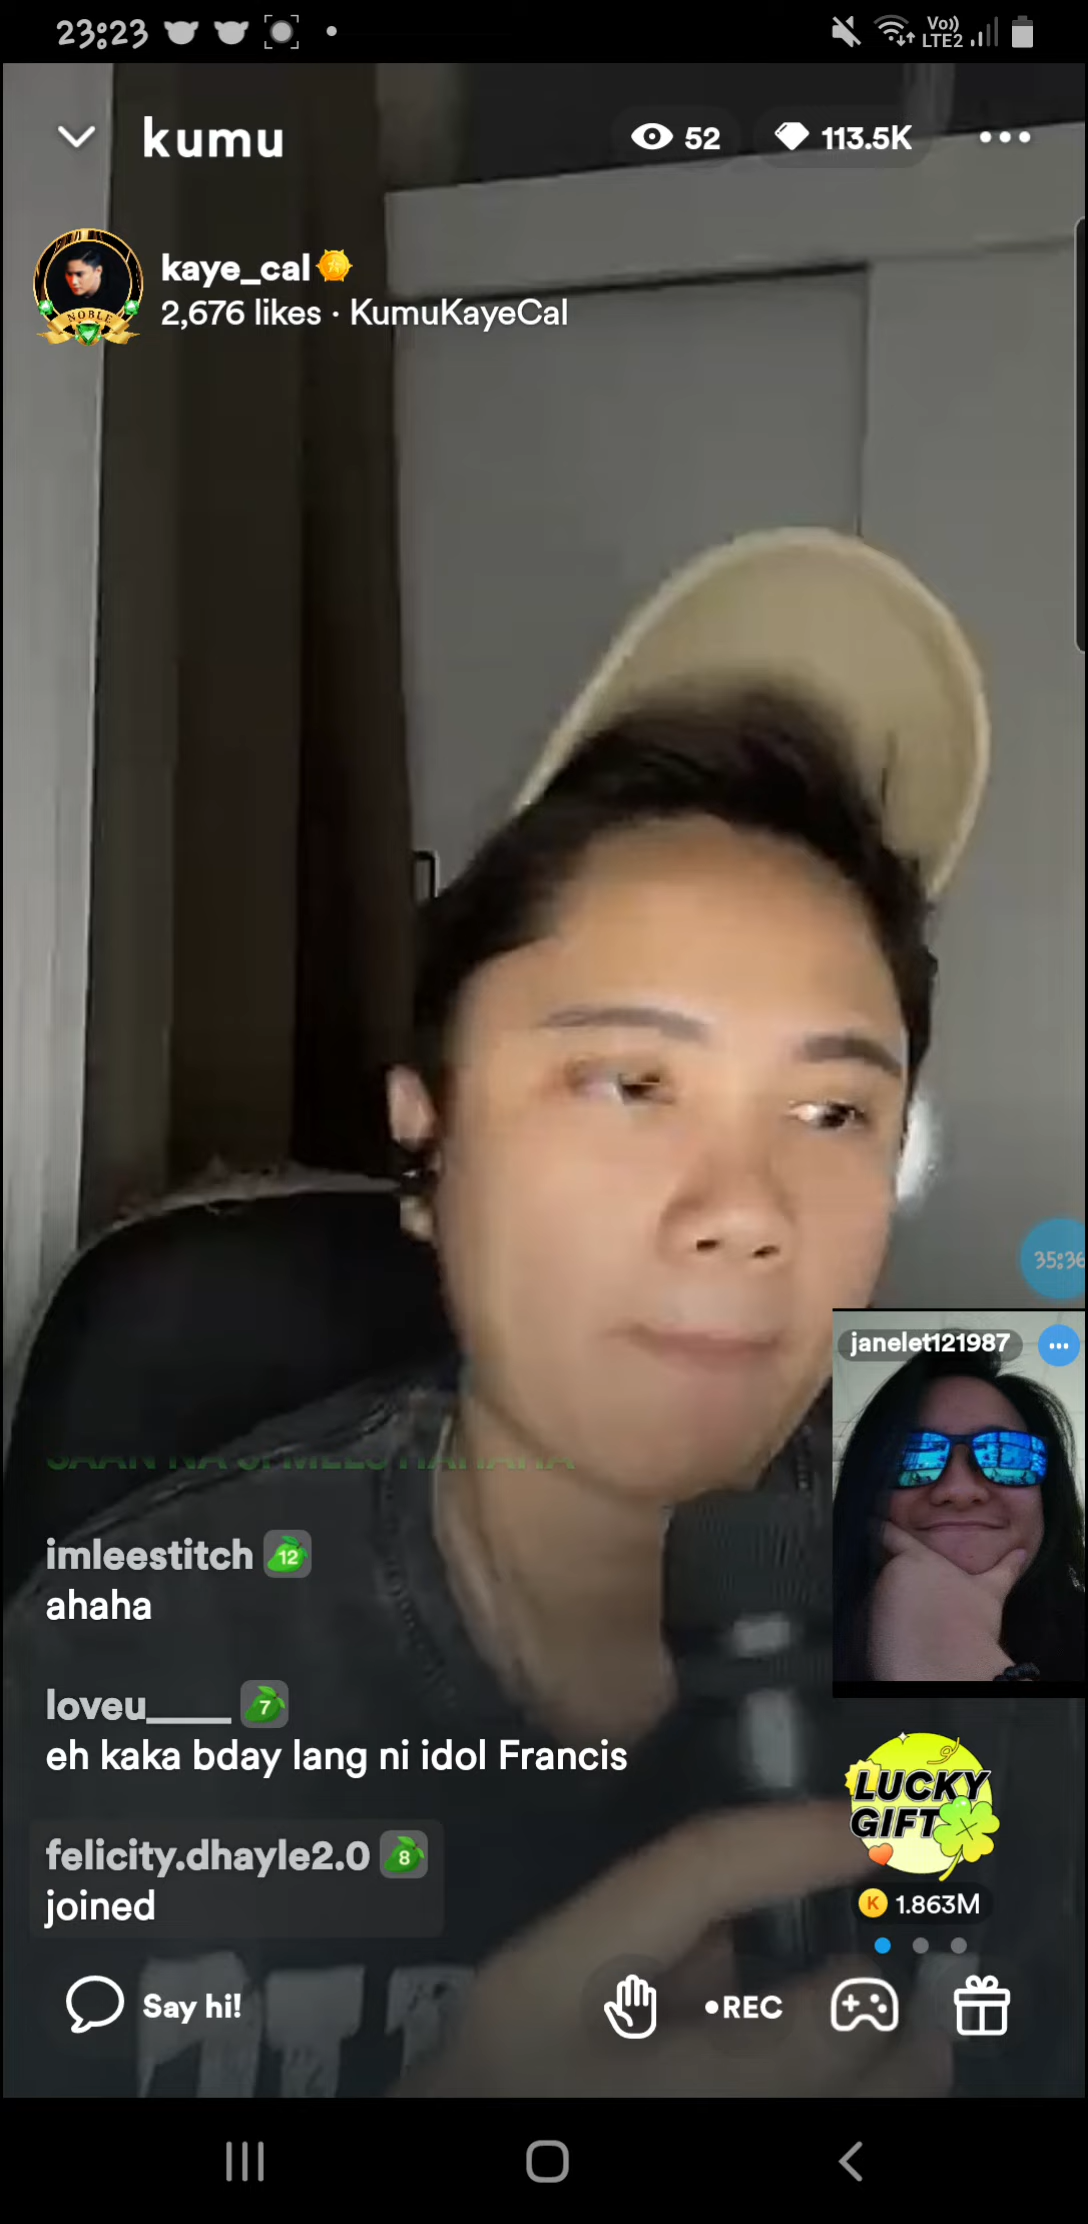 23:23
Vo))
LTE2
kumu
52
113.5K
kaye_cal
2,676 likes · KumuKayeCal
NOBLE
35:36
janelet121987
imleestitch 12
ahaha
loveu_____ 7
eh kaka bday lang ni idol Francis
felicity.dhayle2.0 8
joined
LUCKY
GIFT
K 1.863M
Say hi!
•REC